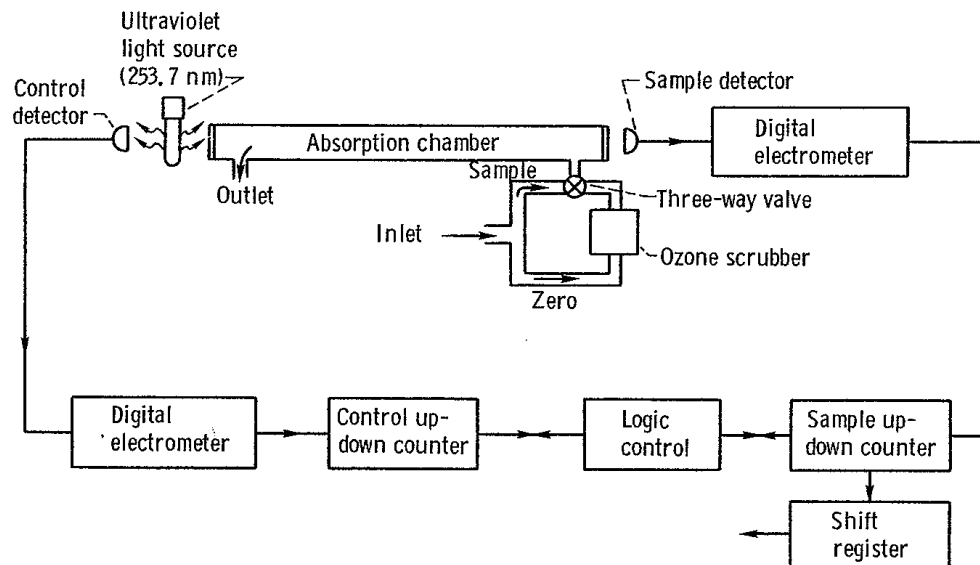 Ultraviolet
light source
(253.7 nm)
Control
detector
Sample detector
Absorption chamber
Digital
electrometer
Outlet
Sample
Three-way valve
Inlet
Ozone scrubber
Zero
Digital
electrometer
Control up-
down counter
Logic
control
Sample up-
down counter
Shift
register